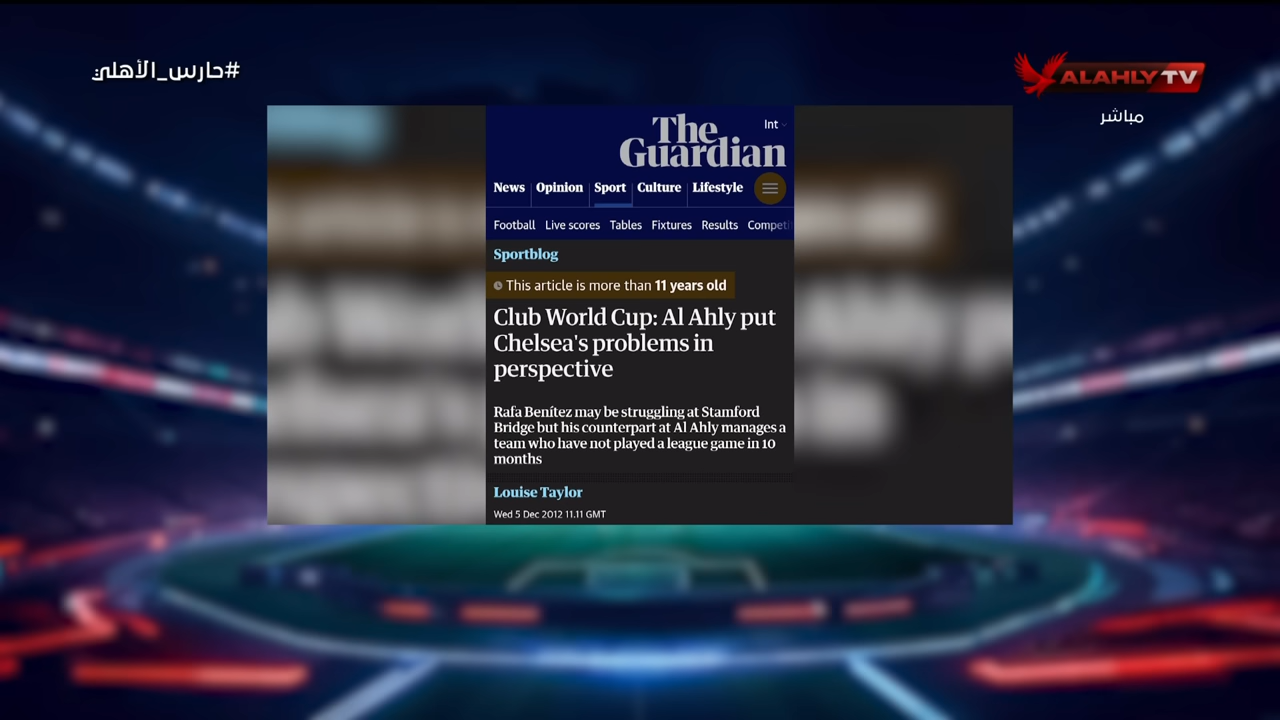 #حارس_الأهلي
ALAHLY TV
مباشر
The Guardian
Int
News Opinion Sport Culture Lifestyle
Football Live scores Tables Fixtures Results
Sportblog
This article is more than 11 years old
Club World Cup: Al Ahly put
Chelsea's problems in
perspective
Rafa Benítez may be struggling at Stamford
Bridge but his counterpart at Al Ahly manages a
team who have not played a league game in 10
months
Louise Taylor
Wed 5 Dec 2012 11.11 GMT